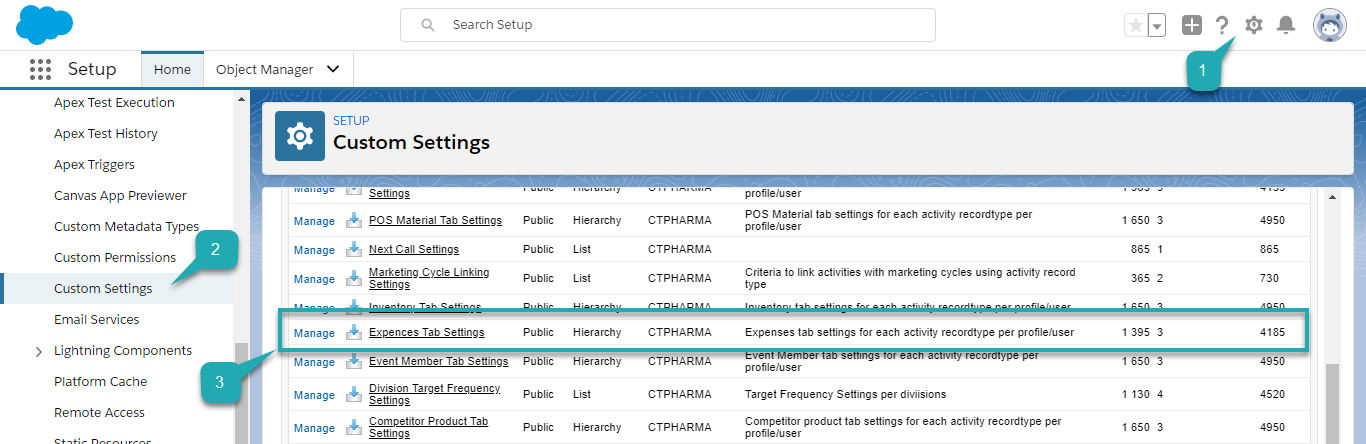 Search Setup
1
Setup
Home
Object Manager
Apex Test Execution
Apex Test History
Apex Triggers
Canvas App Previewer
Custom Metadata Types
Custom Permissions
2
Custom Settings
Email Services
Lightning Components
3
Platform Cache
Remote Access
Static Resources
SETUP
Custom Settings
Manage Settings Public Hierarchy CTPHARMA profile/user
Manage POS Material Tab Settings Public Hierarchy CTPHARMA POS Material tab settings for each activity recordtype per 1 650 3 4950
profile/user
Manage Next Call Settings Public List CTPHARMA 865 1 865
Manage Marketing Cycle Linking Public List CTPHARMA Criteria to link activities with marketing cycles using activity record 365 2 730
Settings type
Manage Inventory Tab Settings Public Hierarchy CTPHARMA Inventory tab settings for each activity recordtype per profile/user 1 650 3 4950
Manage Expences Tab Settings Public Hierarchy CTPHARMA Expenses tab settings for each activity recordtype per profile/user 1 395 3 4185
Manage Event Member Tab Settings Public Hierarchy CTPHARMA Event Member tab settings for each activity recordtype per 1 650 3 4950
profile/user
Manage Division Target Frequency Public List CTPHARMA Target Frequency Settings per diviisions 1 130 4 4520
Settings
Manage Competitor Product Tab Public Hierarchy CTPHARMA Competitor product tab settings for each activity recordtype per 1 650 3 4950
Settings profile/user